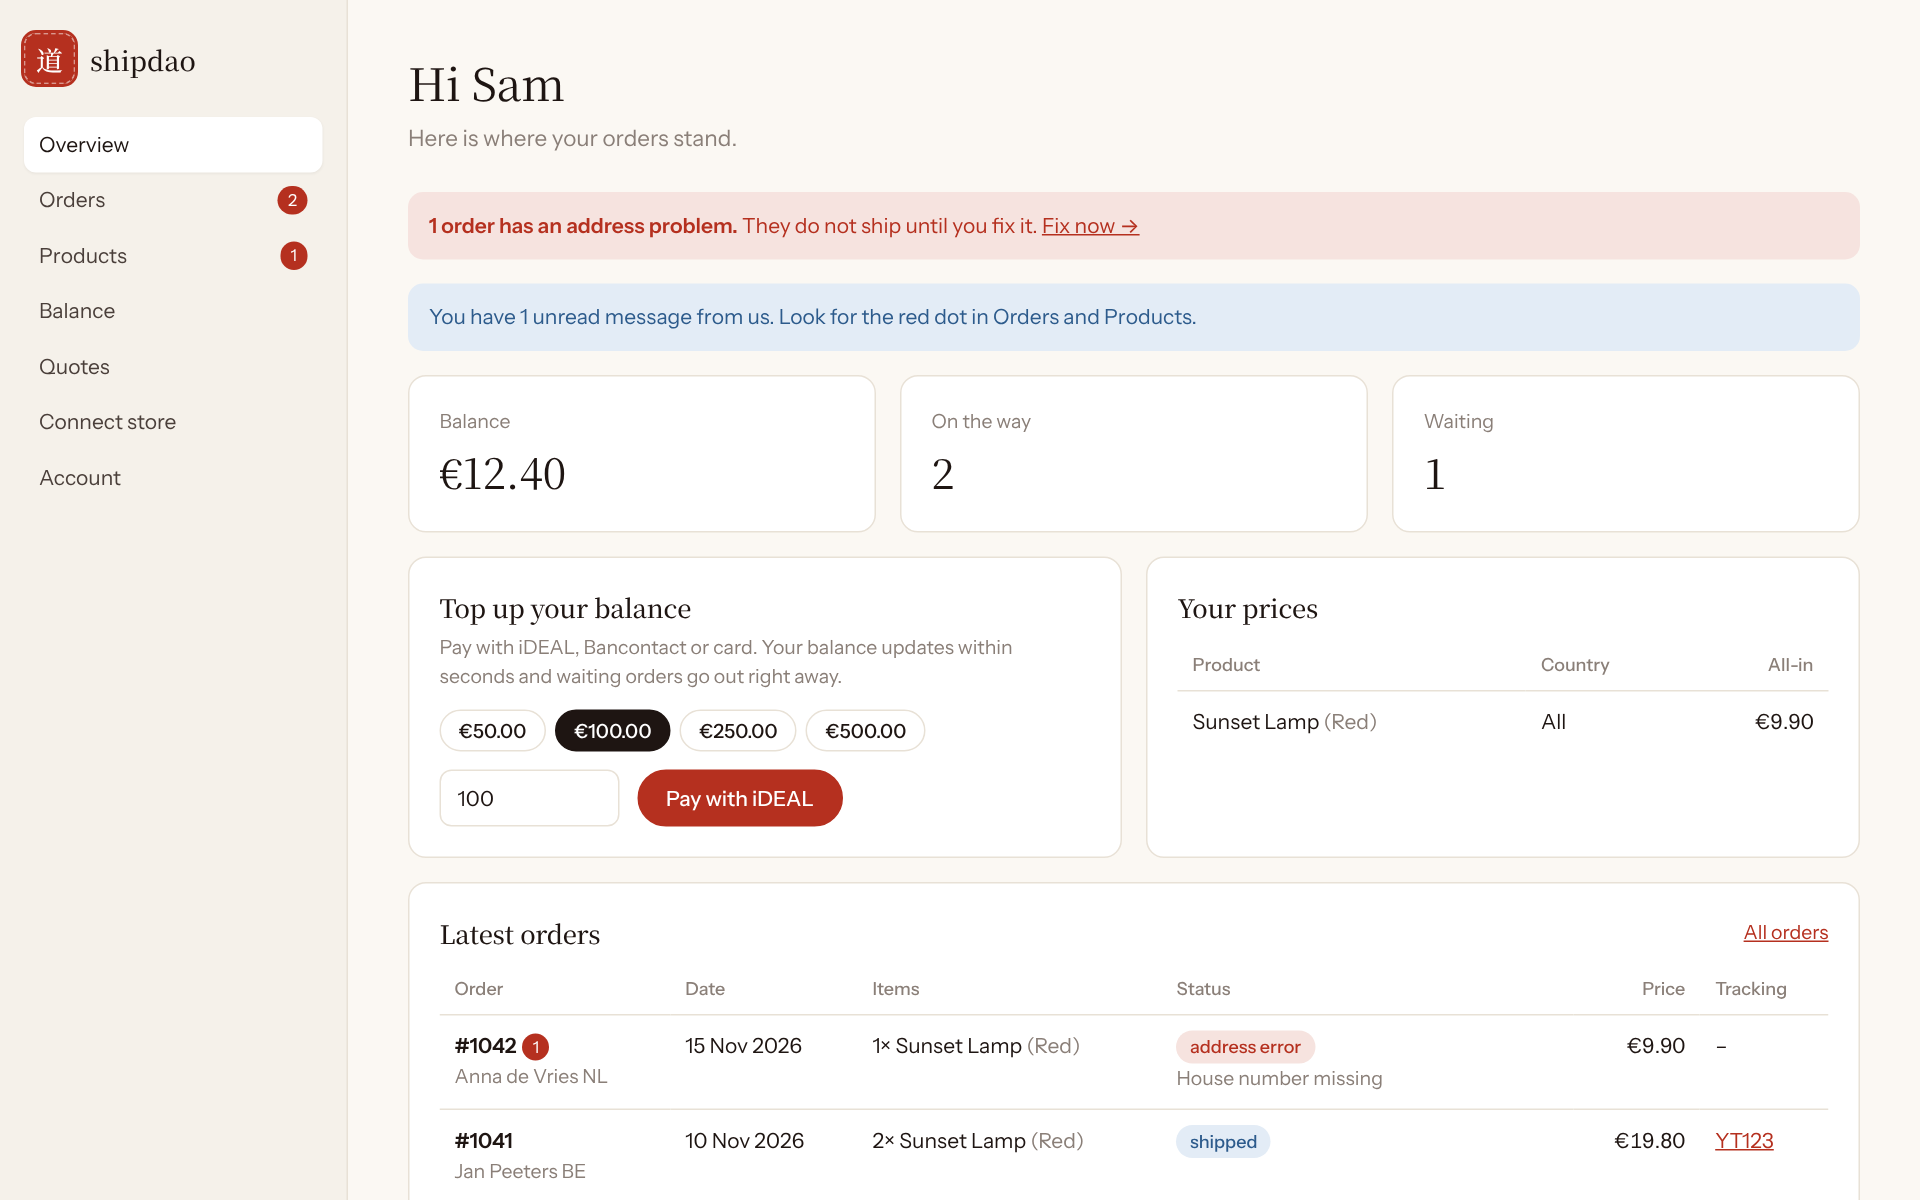 道 shipdao
Overview
Orders 2
Products 1
Balance
Quotes
Connect store
Account
Hi Sam
Here is where your orders stand.
1 order has an address problem. They do not ship until you fix it. Fix now →
You have 1 unread message from us. Look for the red dot in Orders and Products.
Balance
€12.40
On the way
2
Waiting
1
Top up your balance
Pay with iDEAL, Bancontact or card. Your balance updates within
seconds and waiting orders go out right away.
€50.00 €100.00 €250.00 €500.00
100 Pay with iDEAL
Your prices
Product Country All-in
Sunset Lamp (Red) All €9.90
Latest orders All orders
Order Date Items Status Price Tracking
#1042 1 15 Nov 2026 1× Sunset Lamp (Red) address error €9.90 –
Anna de Vries NL House number missing
#1041 10 Nov 2026 2× Sunset Lamp (Red) shipped €19.80 YT123
Jan Peeters BE